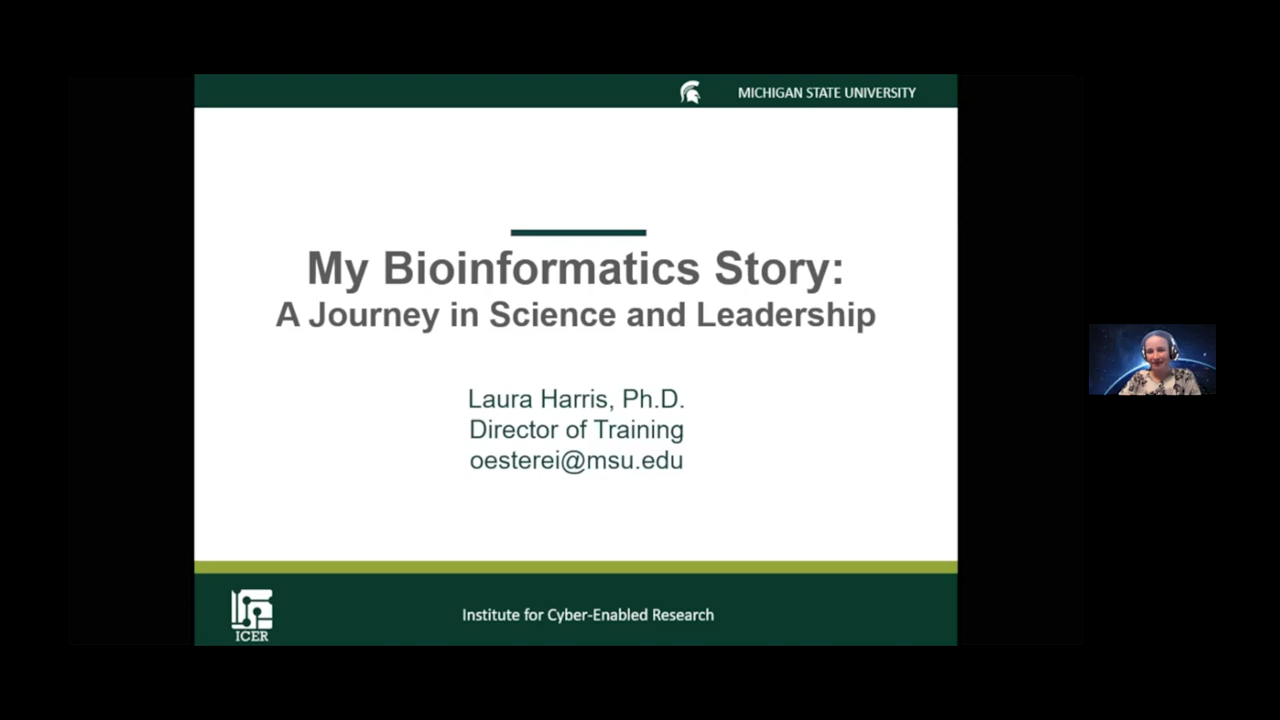 MICHIGAN STATE UNIVERSITY
My Bioinformatics Story:
A Journey in Science and Leadership
Laura Harris, Ph.D.
Director of Training
oesterei@msu.edu
ICER
Institute for Cyber-Enabled Research